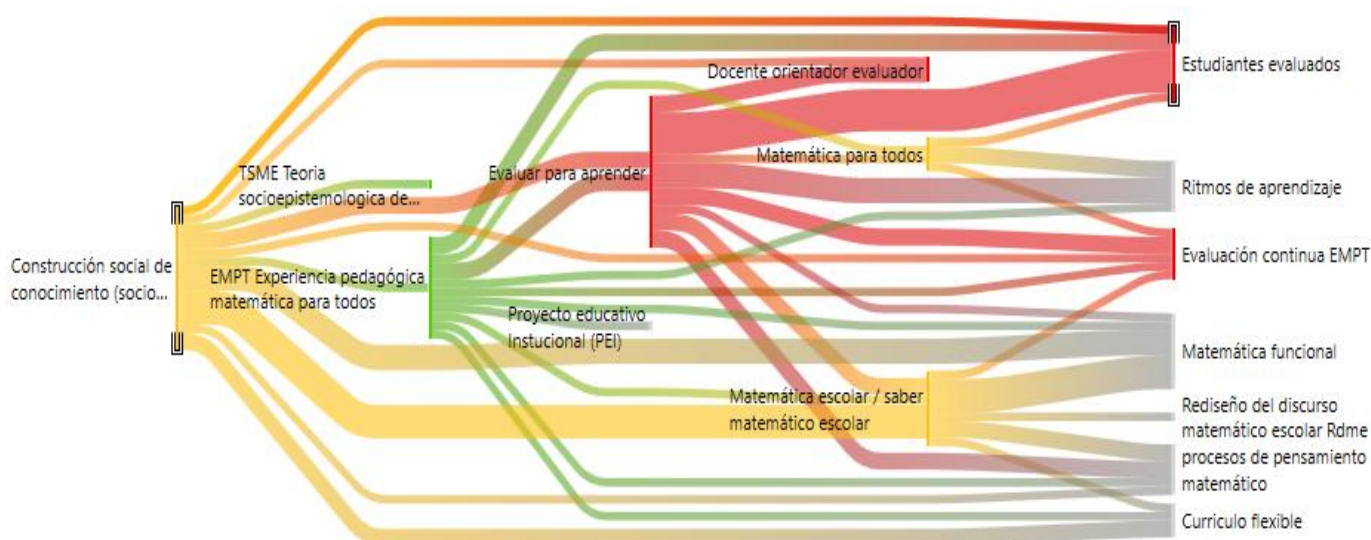 Estudiantes evaluados
Docente orientador evaluador
Matemática para todos
TSME Teoria
socioepistemologica de...
Evaluar para aprender
Ritmos de aprendizaje
Construcción social de
conocimiento (socio...
EMPT Experiencia pedagógica
matemática para todos
Evaluación continua EMPT
Proyecto educativo
Instucional (PEI)
Matemática funcional
Matemática escolar / saber
matemático escolar
Rediseño del discurso
matemático escolar Rdme
procesos de pensamiento
matemático
Curriculo flexible